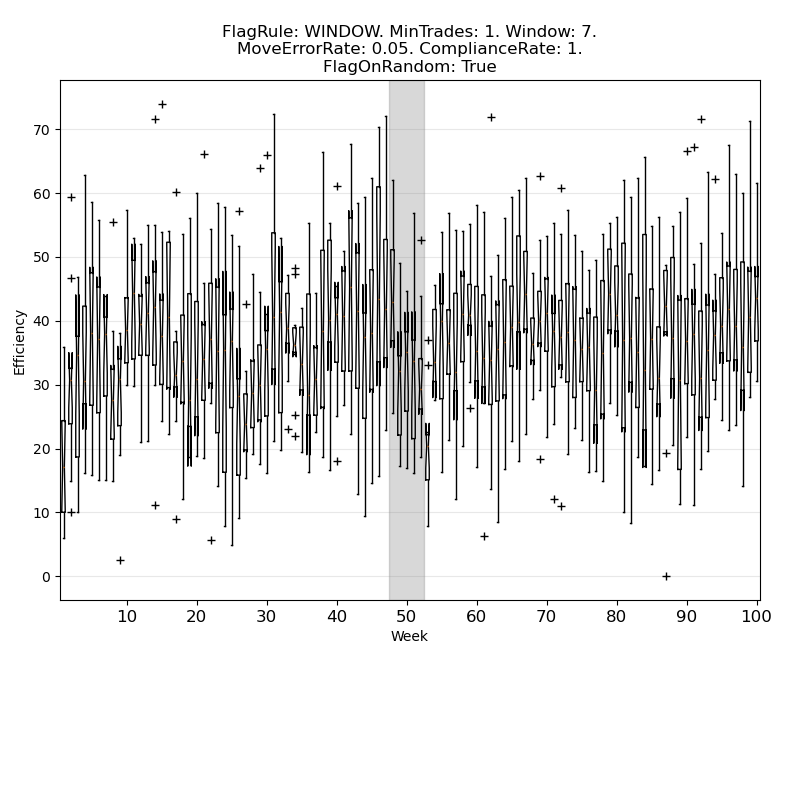 FlagRule: WINDOW. MinTrades: 1. Window: 7.
MoveErrorRate: 0.05. ComplianceRate: 1.
FlagOnRandom: True
70
60
50
40
30
20
10
0
Efficiency
10 20 30 40 50 60 70 80 90 100
Week